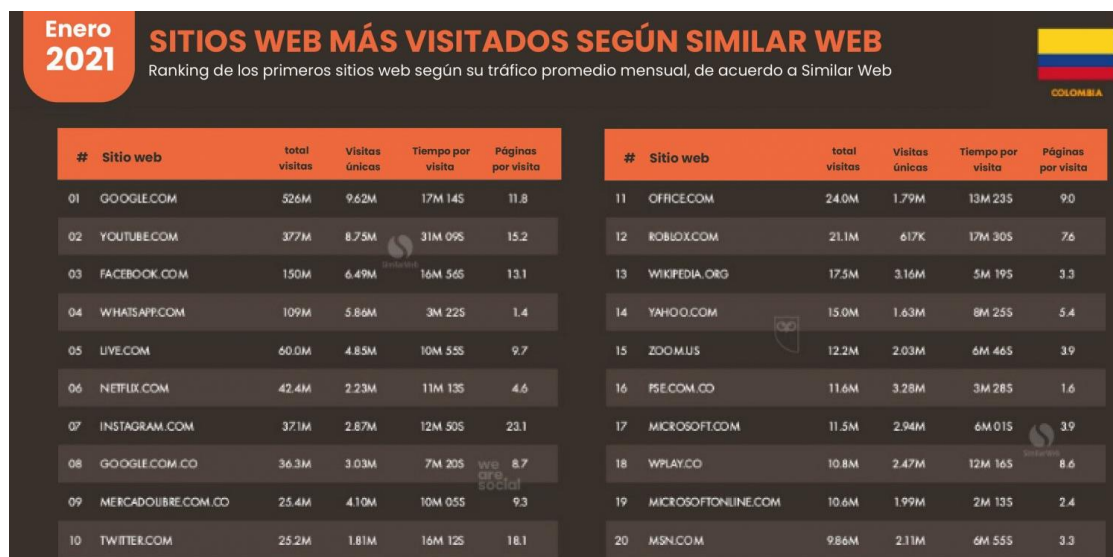 Enero
2021
SITIOS WEB MÁS VISITADOS SEGÚN SIMILAR WEB
Ranking de los primeros sitios web según su tráfico promedio mensual, de acuerdo a Similar Web
COLOMBIA
# Sitio web total visitas Visitas únicas Tiempo por visita Páginas por visita
01 GOOGLE.COM 526M 9.62M 17M 14S 11.8
02 YOUTUBE.COM 377M 8.75M 31M 09S 15.2
03 FACEBOOK.COM 150M 6.49M 16M 56S 13.1
04 WHATSAPP.COM 109M 5.86M 3M 22S 1.4
05 LIVE.COM 60.0M 4.85M 10M 55S 9.7
06 NETFLIX.COM 42.4M 2.23M 11M 13S 4.6
07 INSTAGRAM.COM 37.1M 2.87M 12M 50S 23.1
08 GOOGLE.COM.CO 36.3M 3.03M 7M 20S 8.7
09 MERCADOLIBRE.COM.CO 25.4M 4.10M 10M 05S 9.3
10 TWITTER.COM 25.2M 1.81M 16M 12S 18.1
SimilarWeb
we
are.
social
# Sitio web total visitas Visitas únicas Tiempo por visita Páginas por visita
11 OFFICE.COM 24.0M 1.79M 13M 23S 9.0
12 ROBLOX.COM 21.1M 617K 17M 30S 7.6
13 WIKIPEDIA.ORG 17.5M 3.16M 5M 19S 3.3
14 YAHOO.COM 15.0M 1.63M 8M 25S 5.4
15 ZOOM.US 12.2M 2.03M 6M 46S 3.9
16 PSE.COM.CO 11.6M 3.28M 3M 28S 1.6
17 MICROSOFT.COM 11.5M 2.94M 6M 01S 3.9
18 WPLAY.CO 10.8M 2.47M 12M 16S 8.6
19 MICROSOFTONLINE.COM 10.6M 1.99M 2M 13S 2.4
20 MSN.COM 9.86M 2.11M 6M 55S 3.3
SimilarWeb